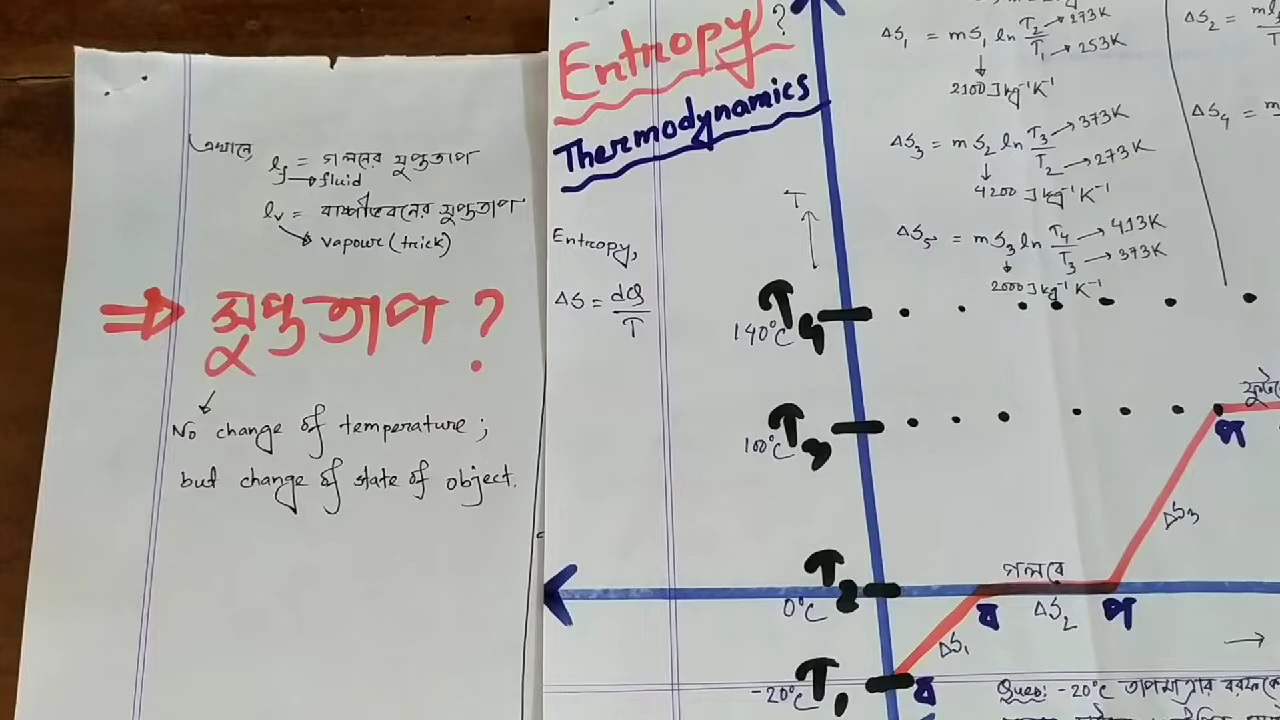 এখানে,
lf = গলনের সুপ্ততাপ
fluid
lv = বাষ্পীভবনের সুপ্ততাপ
vapour (trick)
⇒ সুপ্ততাপ ?
No change of temperature;
but change of state of object.
Entropy ?
Thermodynamics
Entropy,
ΔS = dQ/T
T
ΔS₁ = mS₁ ln T₂/T₁ → 273K → 253K
2100 Jkg⁻¹K⁻¹
ΔS₃ = mS₂ ln T₃/T₂ → 373K → 273K
4200 Jkg⁻¹K⁻¹
ΔS₅ = mS₃ ln T₄/T₃ → 413K → 373K
2000 Jkg⁻¹K⁻¹
ΔS₂ =
ΔS₄ =
T₄
140°C
T₃
100°C
প
ΔS₃
T₂
0°C
গলবে
ব
ΔS₂
প
ΔS₁
T₁
-20°C
ব
Ques: -20°C তাপমাত্রার